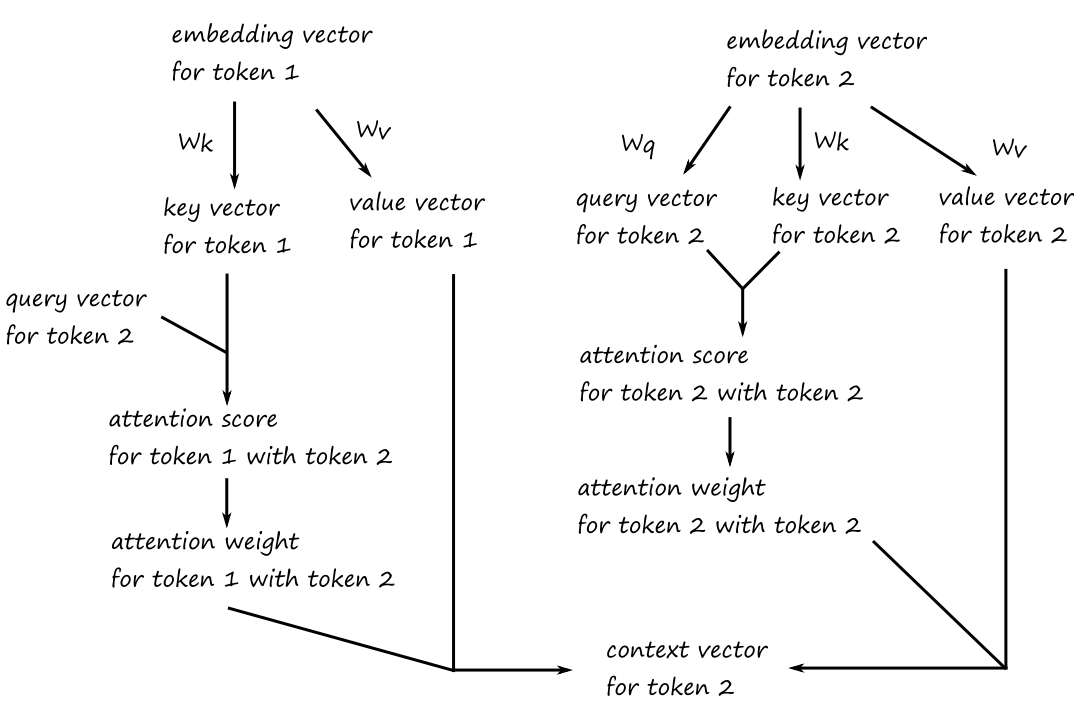 embedding vector
for token 1
Wk
Wv
key vector
for token 1
value vector
for token 1
query vector
for token 2
attention score
for token 1 with token 2
attention weight
for token 1 with token 2
embedding vector
for token 2
Wq
Wk
Wv
query vector
for token 2
key vector
for token 2
value vector
for token 2
attention score
for token 2 with token 2
attention weight
for token 2 with token 2
context vector
for token 2